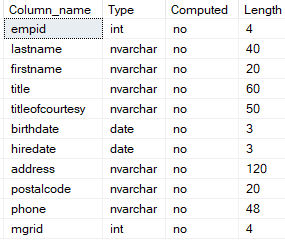 Column_name Type Computed Length
empid int no 4
lastname nvarchar no 40
firstname nvarchar no 20
title nvarchar no 60
titleofcourtesy nvarchar no 50
birthdate date no 3
hiredate date no 3
address nvarchar no 120
postalcode nvarchar no 20
phone nvarchar no 48
mgrid int no 4